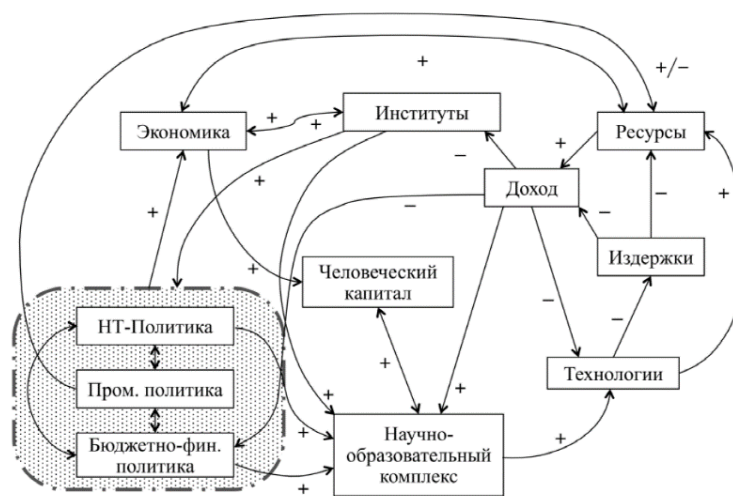 +/−
+
Институты
Экономика
+
+
Ресурсы
+
−
Доход
+
−
−
+
+
−
Издержки
+
Человеческий
капитал
НТ-Политика
−
−
+
Технологии
Пром. политика
+
+
Научно-
образовательный
комплекс
+
+
Бюджетно-фин.
политика
+